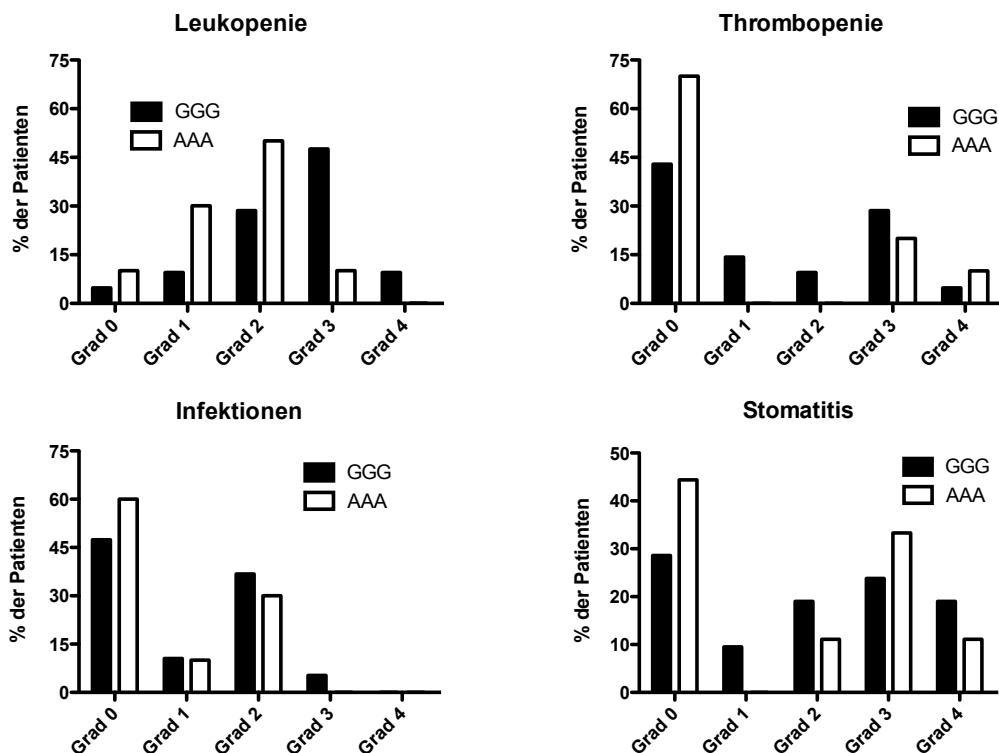 Leukopenie
% der Patienten
75
60
45
30
15
0
GGG
AAA
Grad 0
Grad 1
Grad 2
Grad 3
Grad 4
Thrombopenie
% der Patienten
75
60
45
30
15
0
GGG
AAA
Grad 0
Grad 1
Grad 2
Grad 3
Grad 4
Infektionen
% der Patienten
75
60
45
30
15
0
GGG
AAA
Grad 0
Grad 1
Grad 2
Grad 3
Grad 4
Stomatitis
% der Patienten
50
40
30
20
10
0
GGG
AAA
Grad 0
Grad 1
Grad 2
Grad 3
Grad 4